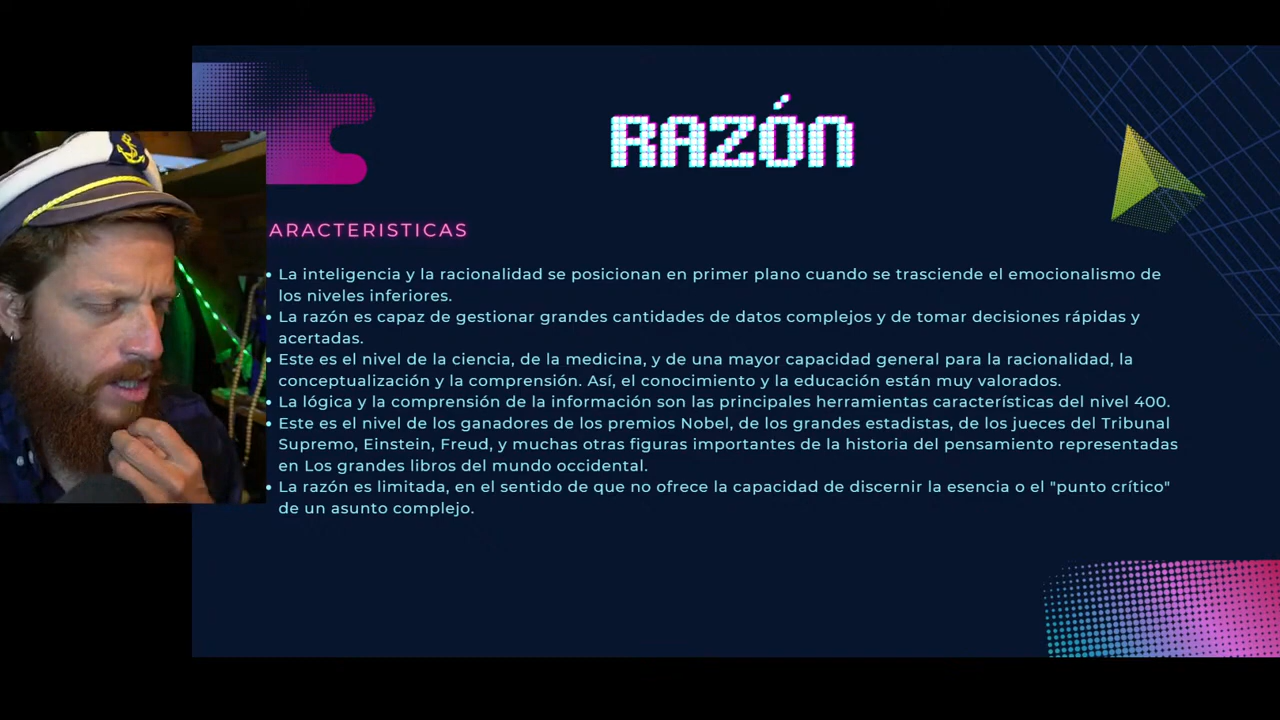 RAZÓN
ARACTERISTICAS
• La inteligencia y la racionalidad se posicionan en primer plano cuando se trasciende el emocionalismo de
los niveles inferiores.
• La razón es capaz de gestionar grandes cantidades de datos complejos y de tomar decisiones rápidas y
acertadas.
• Este es el nivel de la ciencia, de la medicina, y de una mayor capacidad general para la racionalidad, la
conceptualización y la comprensión. Así, el conocimiento y la educación están muy valorados.
• La lógica y la comprensión de la información son las principales herramientas características del nivel 400.
• Este es el nivel de los ganadores de los premios Nobel, de los grandes estadistas, de los jueces del Tribunal
Supremo, Einstein, Freud, y muchas otras figuras importantes de la historia del pensamiento representadas
en Los grandes libros del mundo occidental.
• La razón es limitada, en el sentido de que no ofrece la capacidad de discernir la esencia o el "punto crítico"
de un asunto complejo.